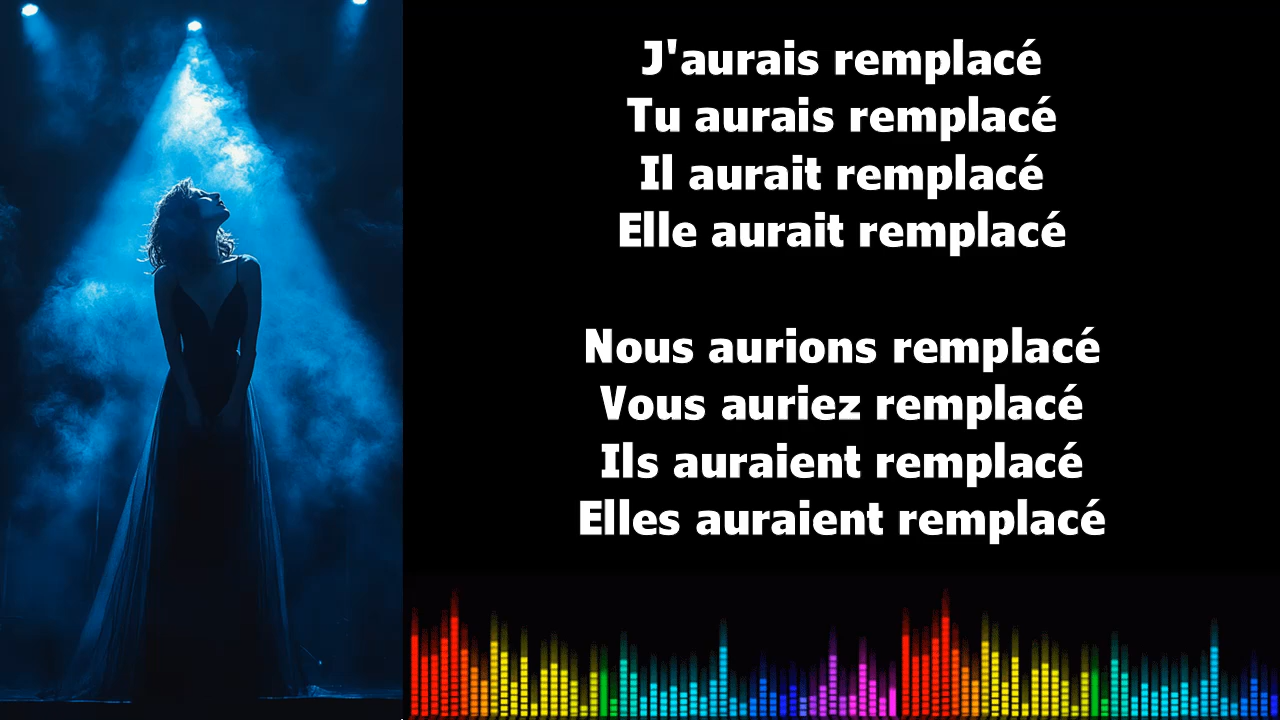 J'aurais remplacé
Tu aurais remplacé
Il aurait remplacé
Elle aurait remplacé
Nous aurions remplacé
Vous auriez remplacé
Ils auraient remplacé
Elles auraient remplacé